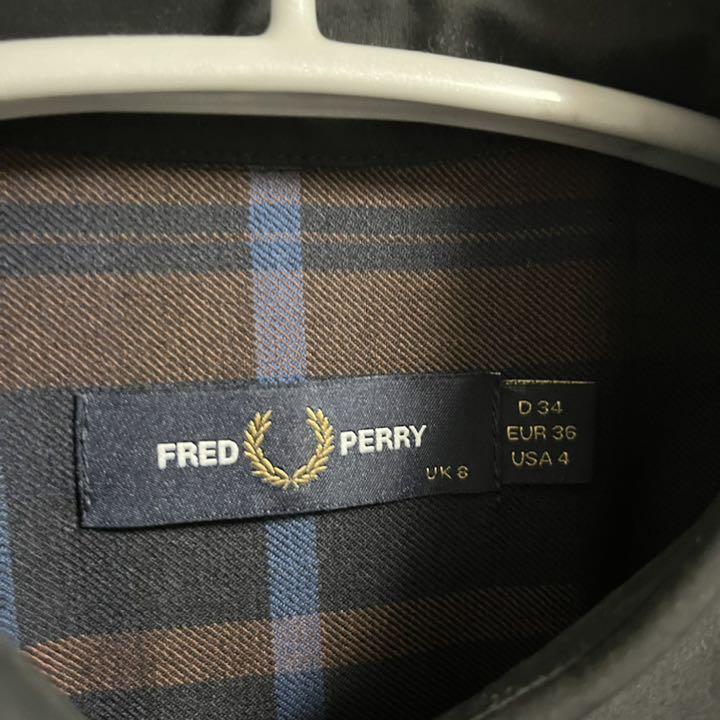 FRED PERRY
UK 8
D 34
EUR 36
USA 4